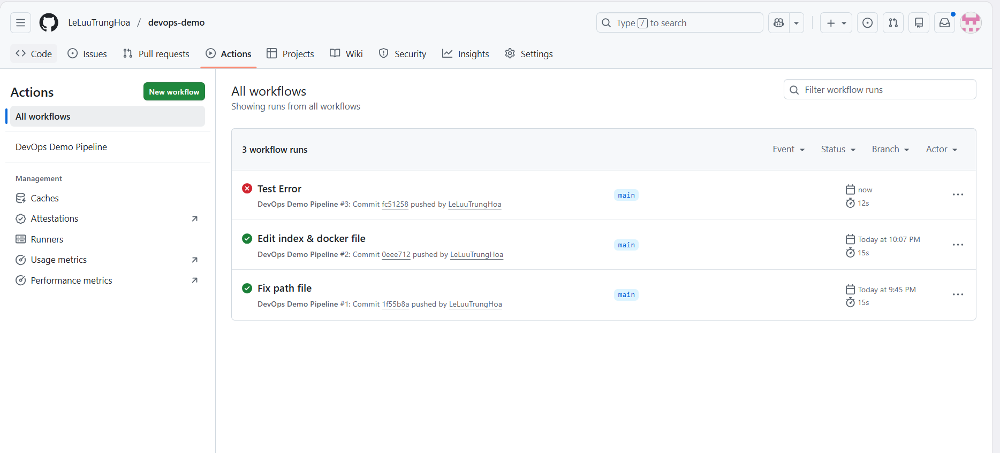 LeLuuTrungHoa / devops-demo
Type / to search
Code Issues Pull requests Actions Projects Wiki Security Insights Settings
Actions
New workflow
All workflows
DevOps Demo Pipeline
Management
Caches
Attestations
Runners
Usage metrics
Performance metrics
All workflows
Showing runs from all workflows
Filter workflow runs
3 workflow runs
Event Status Branch Actor
Test Error
DevOps Demo Pipeline #3: Commit fc51258 pushed by LeLuuTrungHoa
main
now
12s
Edit index & docker file
DevOps Demo Pipeline #2: Commit 0eee712 pushed by LeLuuTrungHoa
main
Today at 10:07 PM
15s
Fix path file
DevOps Demo Pipeline #1: Commit 1f55b8a pushed by LeLuuTrungHoa
main
Today at 9:45 PM
15s